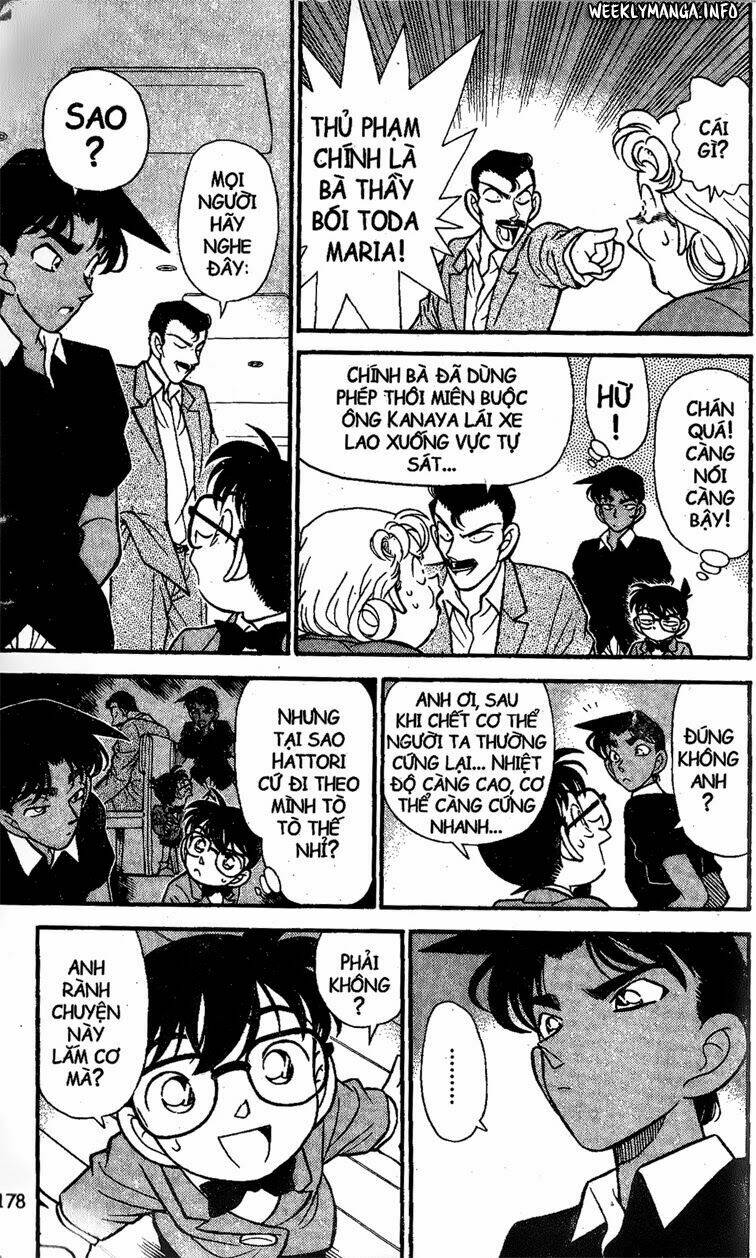 WEEKLYMANGA.INFO
SAO
?
MỌI
NGƯỜI
HÃY
NGHE
ĐÂY:
THỦ PHẠM
CHÍNH LÀ
BÀ THẦY
BÓI TODA
MARIA!
CÁI
GÌ?
CHÍNH BÀ ĐÃ DÙNG
PHÉP THÔI MIÊN BUỘC
ÔNG KANAYA LÁI XE
LAO XUỐNG VỰC TỰ
SÁT...
HỪ
!
CHÁN
QUÁ!
CÀNG
NÓI
CÀNG
BẬY!
NHƯNG
TẠI SAO
HATTORI
CỨ ĐI THEO
MÌNH TÒ
TÒ THẾ
NHỈ?
ANH ƠI, SAU
KHI CHẾT CƠ THỂ
NGƯỜI TA THƯỜNG
CỨNG LẠI... NHIỆT
ĐỘ CÀNG CAO, CƠ
THỂ CÀNG CỨNG
NHANH...
ĐÚNG
KHÔNG
ANH
?
ANH
RÀNH
CHUYỆN
NÀY
LẮM CƠ
MÀ?
PHẢI
KHÔNG
?
........
178